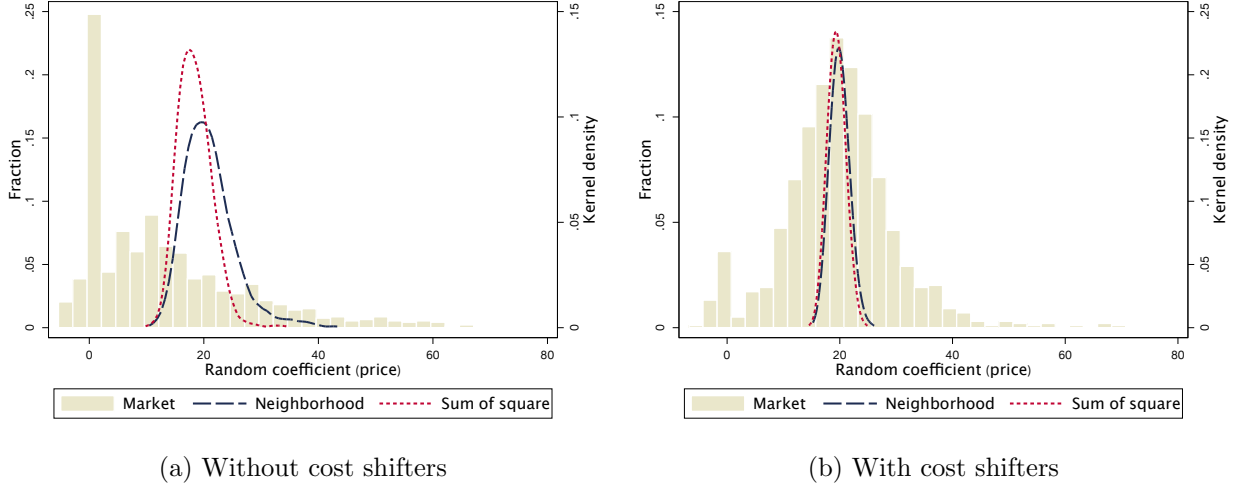 .25
.2
.15
.1
.05
0
Fraction
.15
.1
.05
0
Kernel density
0 20 40 60 80
Random coefficient (price)
Market Neighborhood Sum of square
(a) Without cost shifters
.15
.1
.05
0
Fraction
.25
.2
.15
.1
.05
0
Kernel density
0 20 40 60 80
Random coefficient (price)
Market Neighborhood Sum of square
(b) With cost shifters